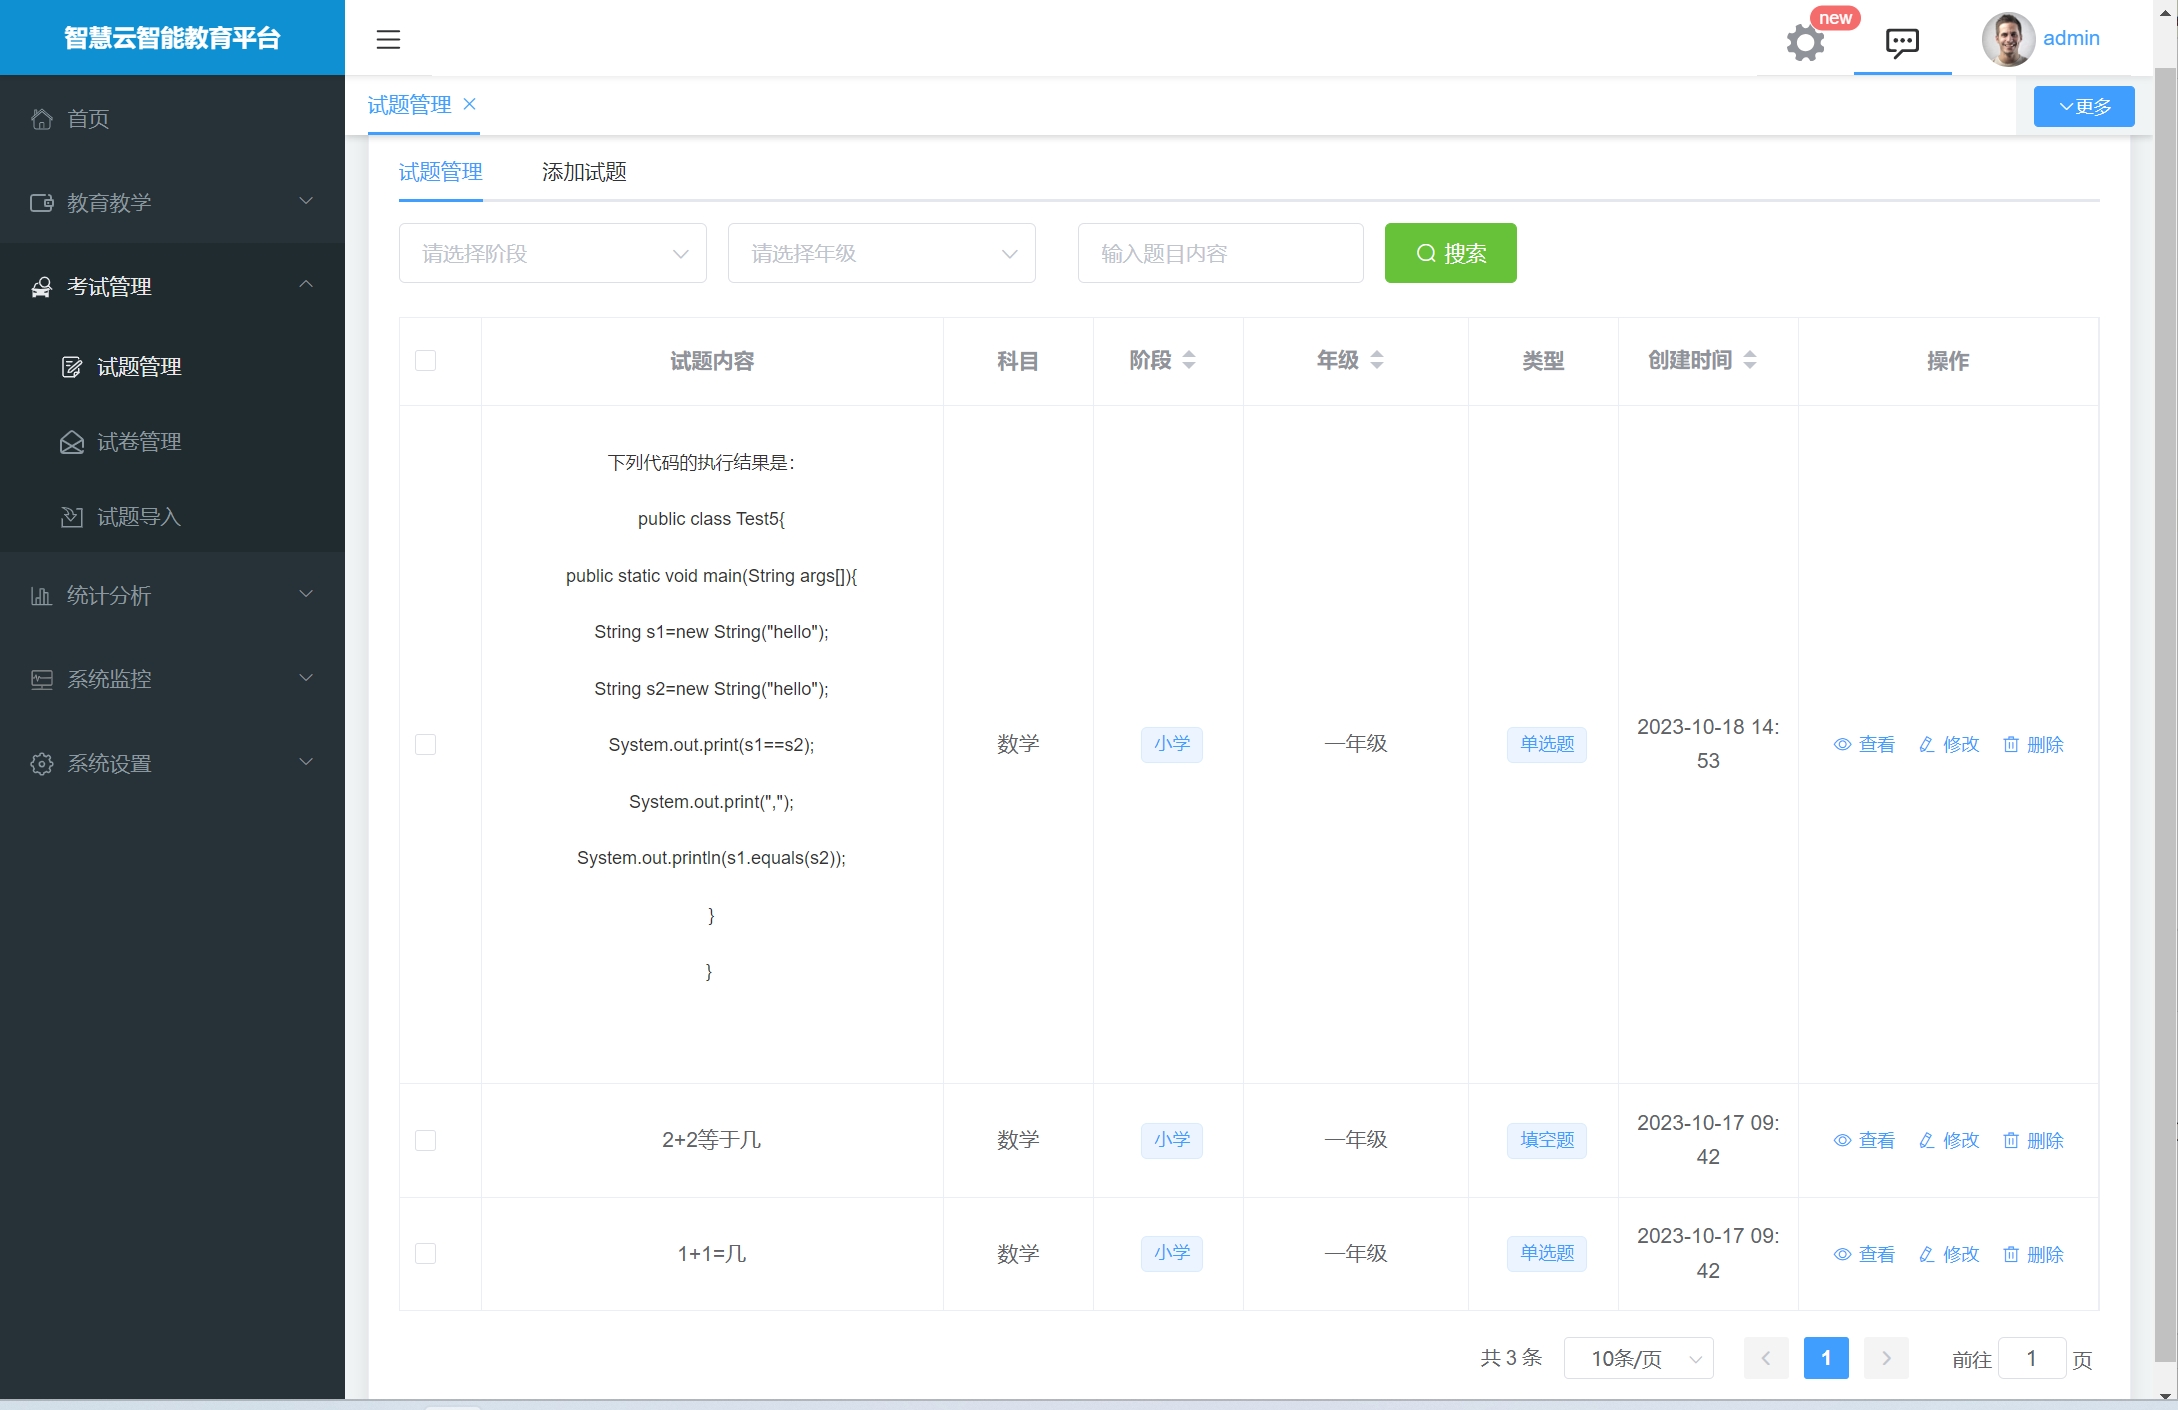 智慧云智能教育平台
new
admin
首页
教育教学
考试管理
试题管理
试卷管理
试题导入
统计分析
系统监控
系统设置
试题管理
更多
试题管理 添加试题
请选择阶段 请选择年级 输入题目内容 搜索
试题内容 科目 阶段 年级 类型 创建时间 操作
下列代码的执行结果是：
public class Test5{
public static void main(String args[]){
String s1=new String("hello");
String s2=new String("hello");
System.out.print(s1==s2);
System.out.print(",");
System.out.println(s1.equals(s2));
}
}
数学 小学 一年级 单选题 2023-10-18 14:
53
查看 修改 删除
2+2等于几 数学 小学 一年级 填空题 2023-10-17 09:
42
查看 修改 删除
1+1=几 数学 小学 一年级 单选题 2023-10-17 09:
42
查看 修改 删除
共 3 条 10条/页 1 前往 1 页